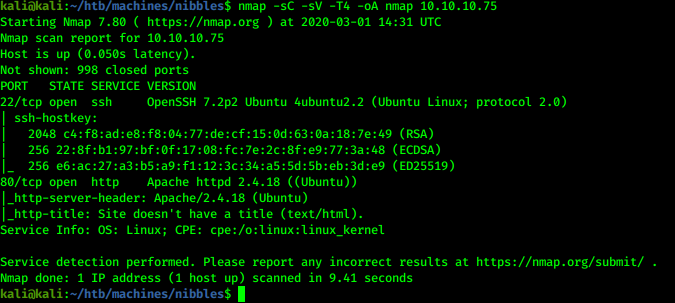 kali@kali:~/htb/machines/nibbles$ nmap -sC -sV -T4 -oA nmap 10.10.10.75
Starting Nmap 7.80 ( https://nmap.org ) at 2020-03-01 14:31 UTC
Nmap scan report for 10.10.10.75
Host is up (0.050s latency).
Not shown: 998 closed ports
PORT   STATE SERVICE VERSION
22/tcp open  ssh     OpenSSH 7.2p2 Ubuntu 4ubuntu2.2 (Ubuntu Linux; protocol 2.0)
| ssh-hostkey:
|   2048 c4:f8:ad:e8:f8:04:77:de:cf:15:0d:63:0a:18:7e:49 (RSA)
|   256 22:8f:b1:97:bf:0f:17:08:fc:7e:2c:8f:e9:77:3a:48 (ECDSA)
|_  256 e6:ac:27:a3:b5:a9:f1:12:3c:34:a5:5d:5b:eb:3d:e9 (ED25519)
80/tcp open  http    Apache httpd 2.4.18 ((Ubuntu))
|_http-server-header: Apache/2.4.18 (Ubuntu)
|_http-title: Site doesn't have a title (text/html).
Service Info: OS: Linux; CPE: cpe:/o:linux:linux_kernel

Service detection performed. Please report any incorrect results at https://nmap.org/submit/ .
Nmap done: 1 IP address (1 host up) scanned in 9.41 seconds
kali@kali:~/htb/machines/nibbles$